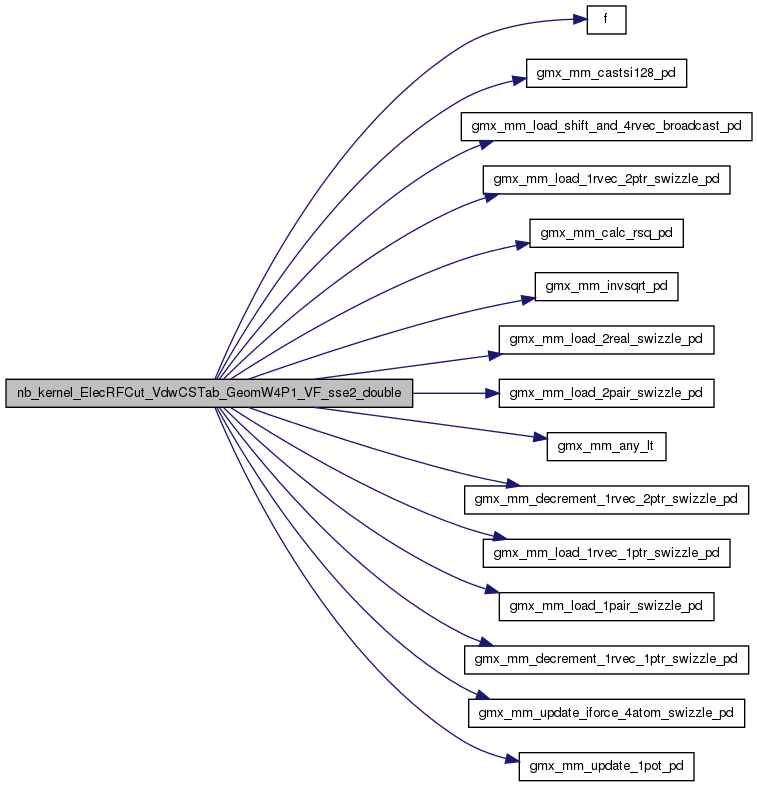 f
gmx_mm_castsi128_pd
gmx_mm_load_shift_and_4rvec_broadcast_pd
gmx_mm_load_1rvec_2ptr_swizzle_pd
gmx_mm_calc_rsq_pd
gmx_mm_invsqrt_pd
gmx_mm_load_2real_swizzle_pd
nb_kernel_ElecRFCut_VdwCSTab_GeomW4P1_VF_sse2_double
gmx_mm_load_2pair_swizzle_pd
gmx_mm_any_lt
gmx_mm_decrement_1rvec_2ptr_swizzle_pd
gmx_mm_load_1rvec_1ptr_swizzle_pd
gmx_mm_load_1pair_swizzle_pd
gmx_mm_decrement_1rvec_1ptr_swizzle_pd
gmx_mm_update_iforce_4atom_swizzle_pd
gmx_mm_update_1pot_pd